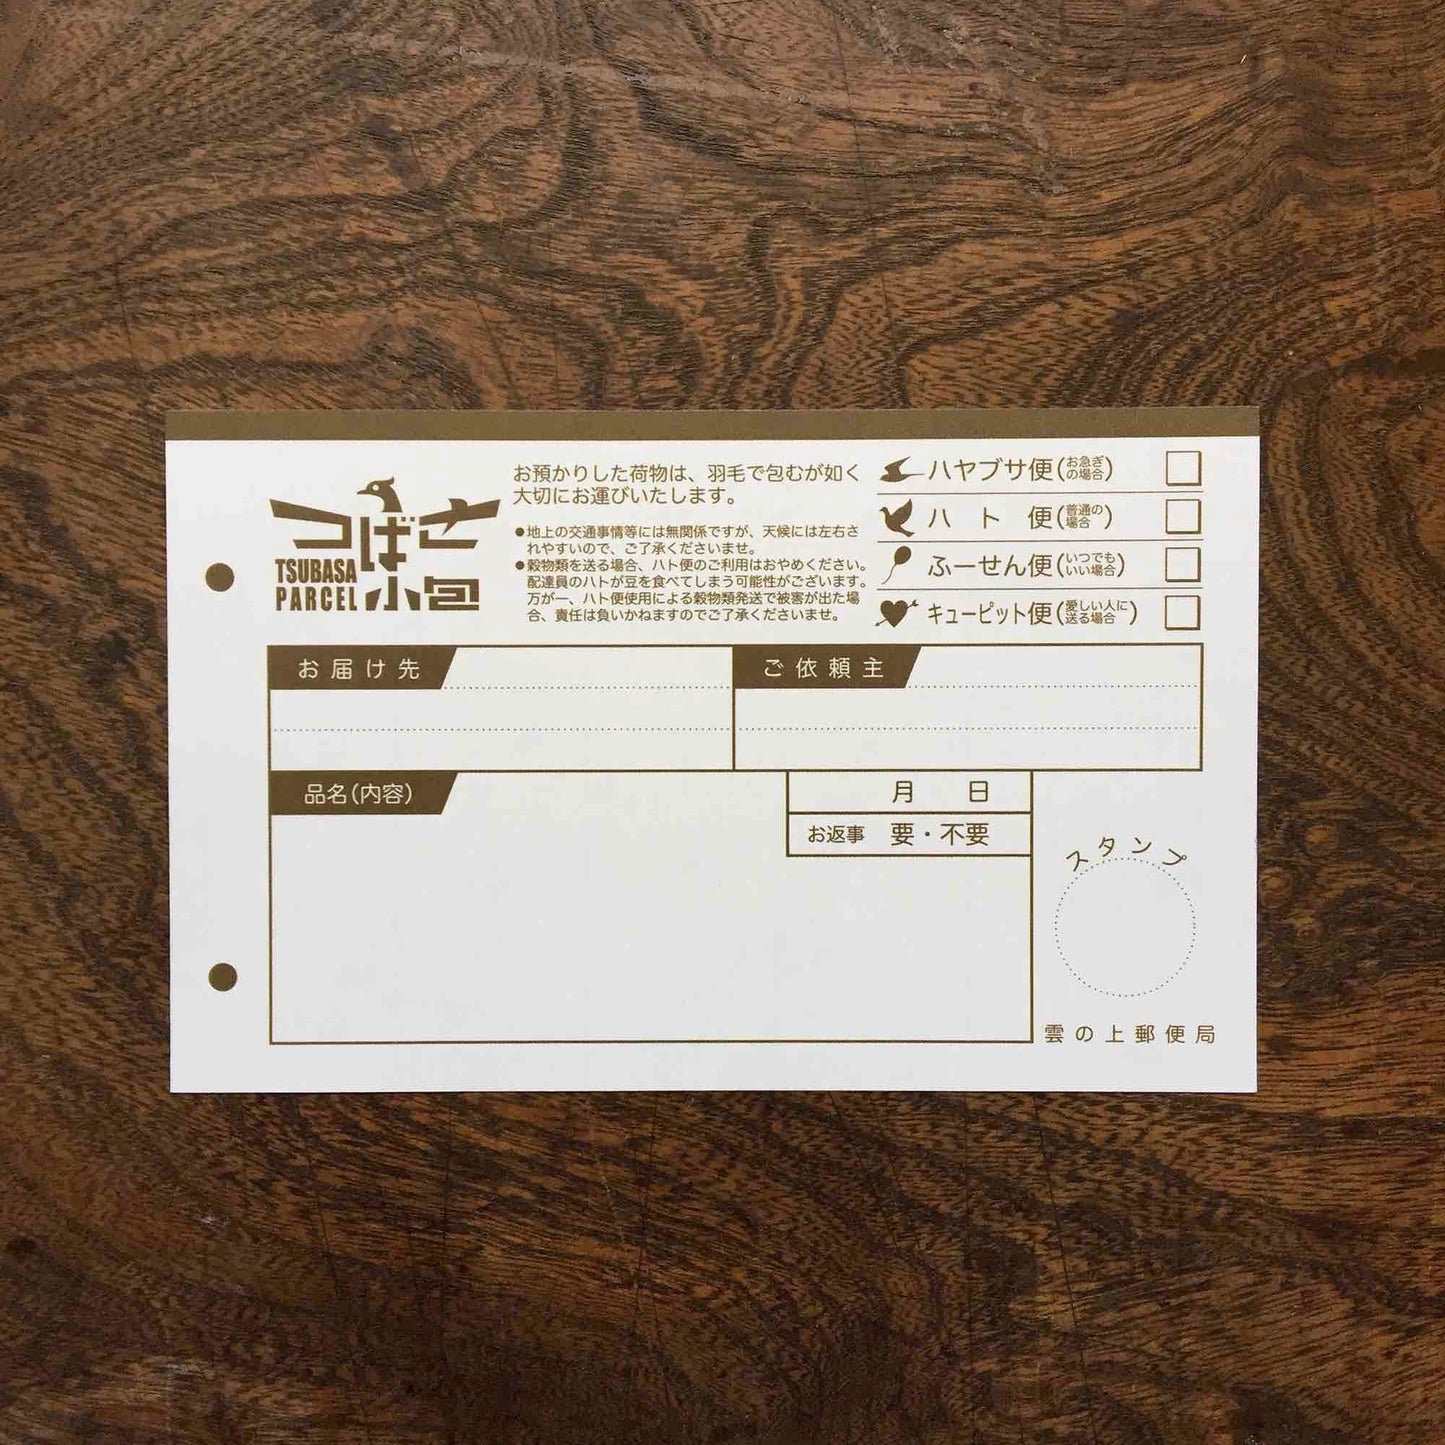 つばさ
小包
TSUBASA
PARCEL
お預かりした荷物は、羽毛で包むが如く
大切にお運びいたします。
●地上の交通事情等には無関係ですが、天候には左右さ
れやすいので、ご了承くださいませ。
●穀物類を送る場合、ハト便のご利用はおやめください。
配達員のハトが豆を食べてしまう可能性がございます。
万が一、ハト便使用による穀物類発送で被害が出た場
合、責任は負いかねますのでご了承くださいませ。
ハヤブサ便(お急ぎの場合)
ハト便(普通の場合)
ふーせん便(いつでもいい場合)
キューピット便(愛しい人に送る場合)
お届け先
ご依頼主
品名(内容)
月 日
お返事 要・不要
スタンプ
雲の上郵便局